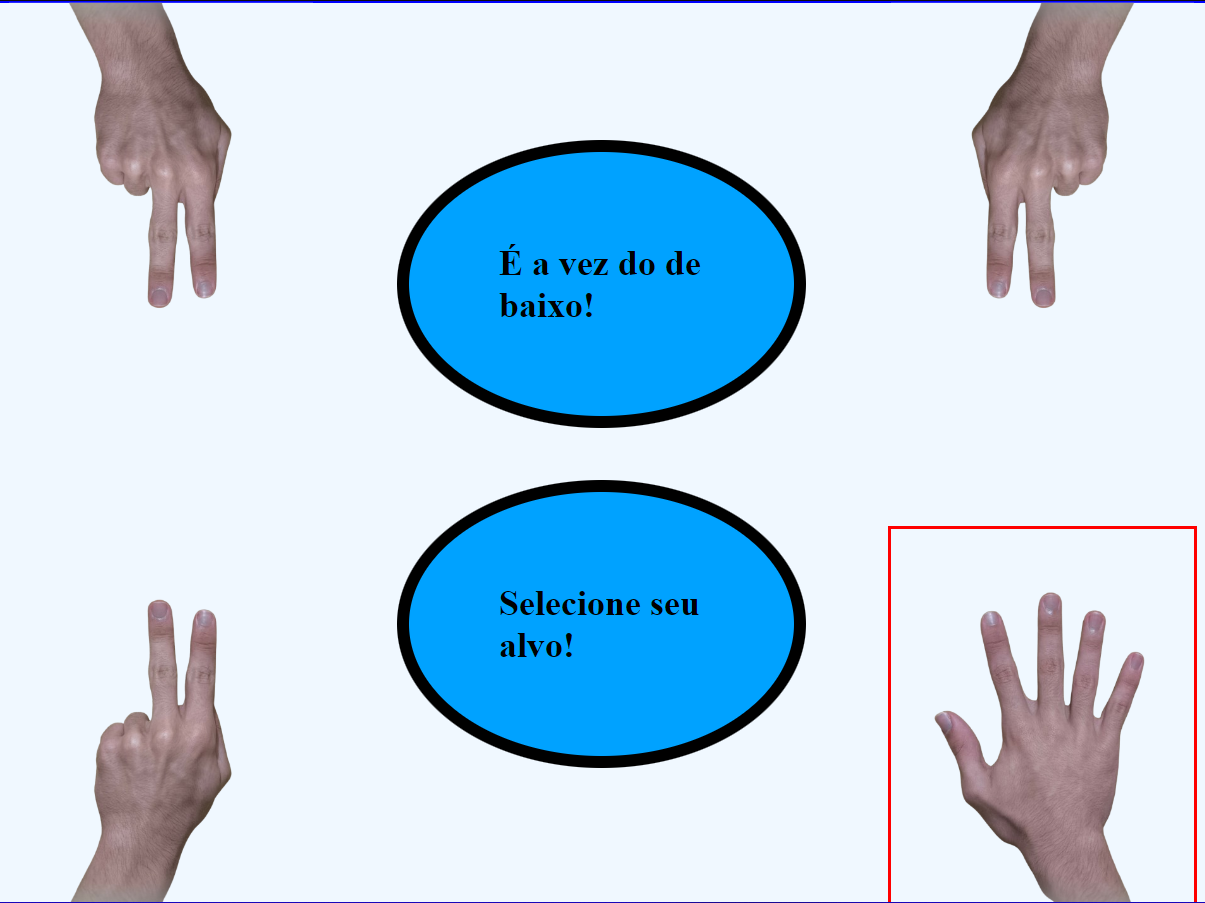 É a vez do de
baixo!
Selecione seu
alvo!